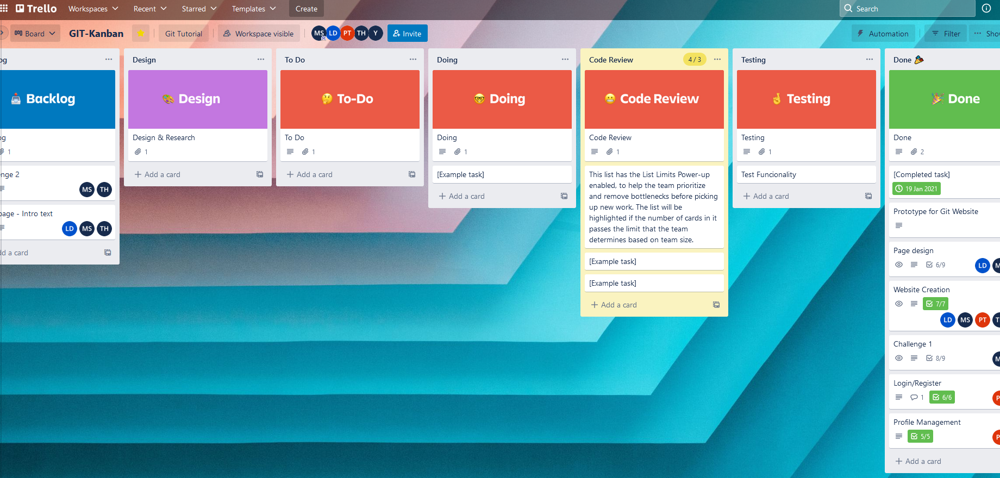 Trello
Workspaces
Recent
Starred
Templates
Create
Search
Board
GIT-Kanban
Git Tutorial
Workspace visible
MS
LD
PT
TH
Y
Invite
Automation
Filter
Backlog
1
MS
TH
- Intro text
LD
MS
TH
a card
Design
Design
Design & Research
1
Add a card
To Do
To-Do
To Do
1
Add a card
Doing
Doing
Doing
1
[Example task]
Add a card
Code Review
4 / 3
Code Review
Code Review
1
This list has the List Limits Power-up
enabled, to help the team prioritize
and remove bottlenecks before picking
up new work. The list will be
highlighted if the number of cards in it
passes the limit that the team
determines based on team size.
[Example task]
[Example task]
Add a card
Testing
Testing
Testing
1
Test Funcionality
Add a card
Done
Done
Done
2
[Completed task]
19 Jan 2021
Prototype for Git Website
Page design
6/9
LD
Website Creation
7/7
LD
MS
PT
Challenge 1
8/9
Login/Register
1
6/6
Profile Management
5/5
Add a card